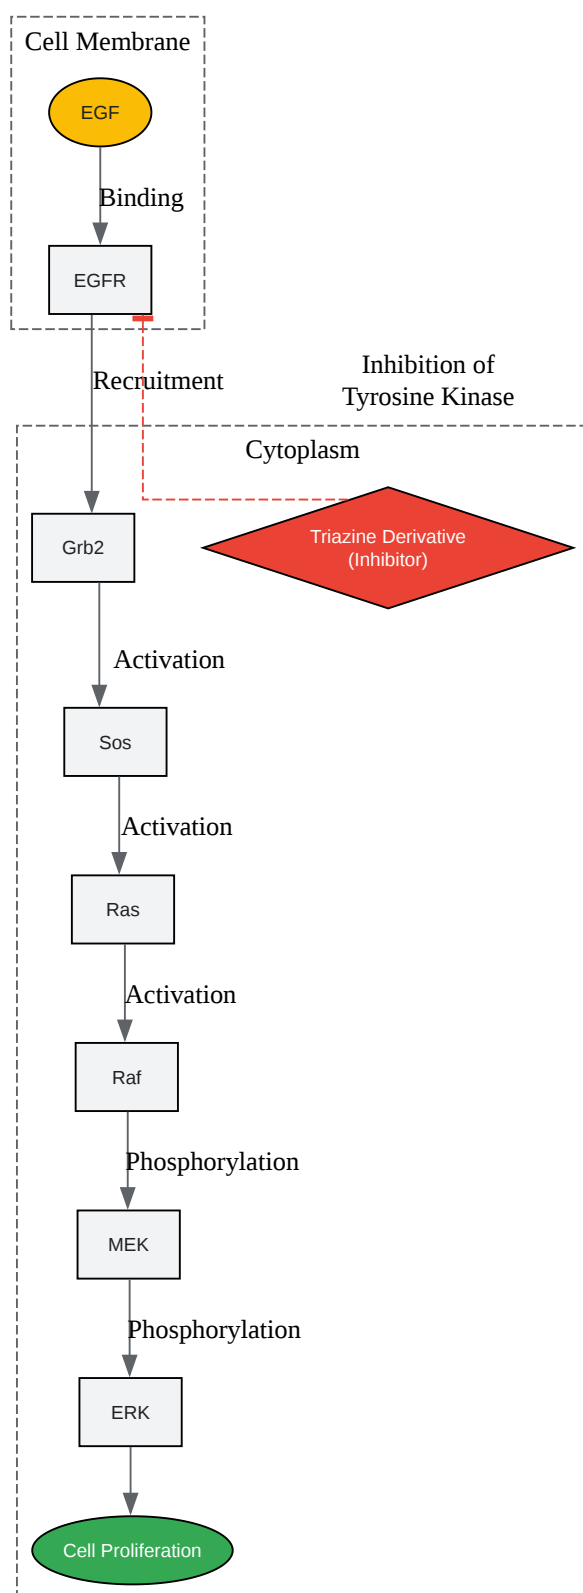 Cell Membrane
EGF
Binding
EGFR
Recruitment
Inhibition of
Tyrosine Kinase
Cytoplasm
Grb2
Triazine Derivative
(Inhibitor)
Activation
Sos
Activation
Ras
Activation
Raf
Phosphorylation
MEK
Phosphorylation
ERK
Cell Proliferation